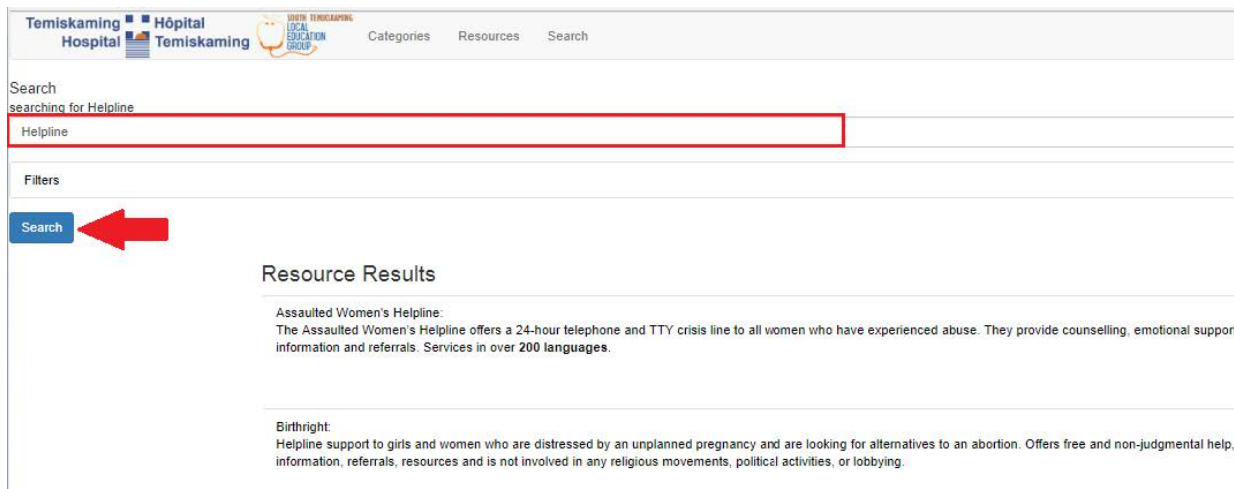 Temiskaming Hôpital
Hospital Temiskaming
SOUTH TEMISKAMING
LOCAL
EDUCATION
GROUP
Categories Resources Search
Search
searching for Helpline
Helpline
Filters
Search
Resource Results
Assaulted Women's Helpline:
The Assaulted Women's Helpline offers a 24-hour telephone and TTY crisis line to all women who have experienced abuse. They provide counselling, emotional support
information and referrals. Services in over 200 languages.
Birthright:
Helpline support to girls and women who are distressed by an unplanned pregnancy and are looking for alternatives to an abortion. Offers free and non-judgmental help,
information, referrals, resources and is not involved in any religious movements, political activities, or lobbying.